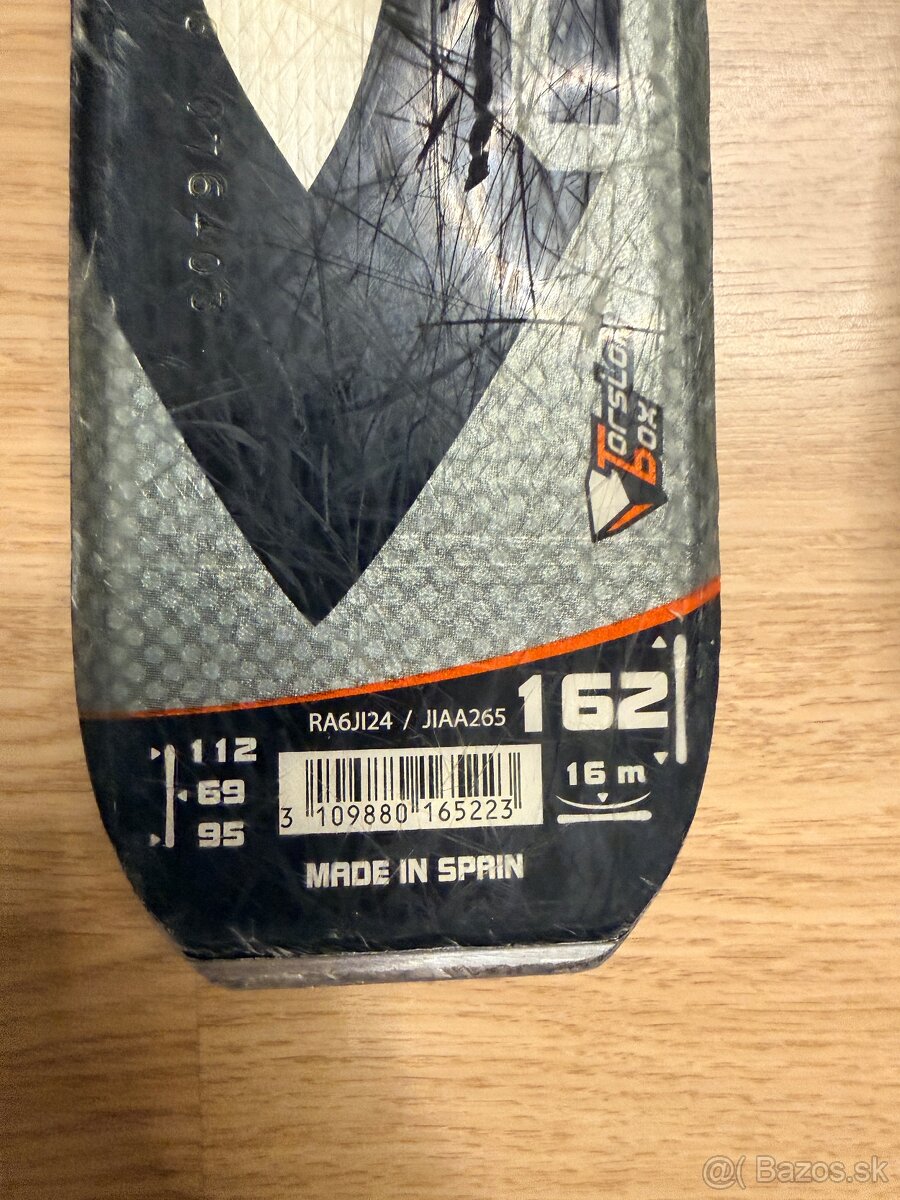 Torsion
box
RA6JI24 / JIAA265
162
112
69
95
16 m
3 109880 165223
MADE IN SPAIN
@( Bazos.sk